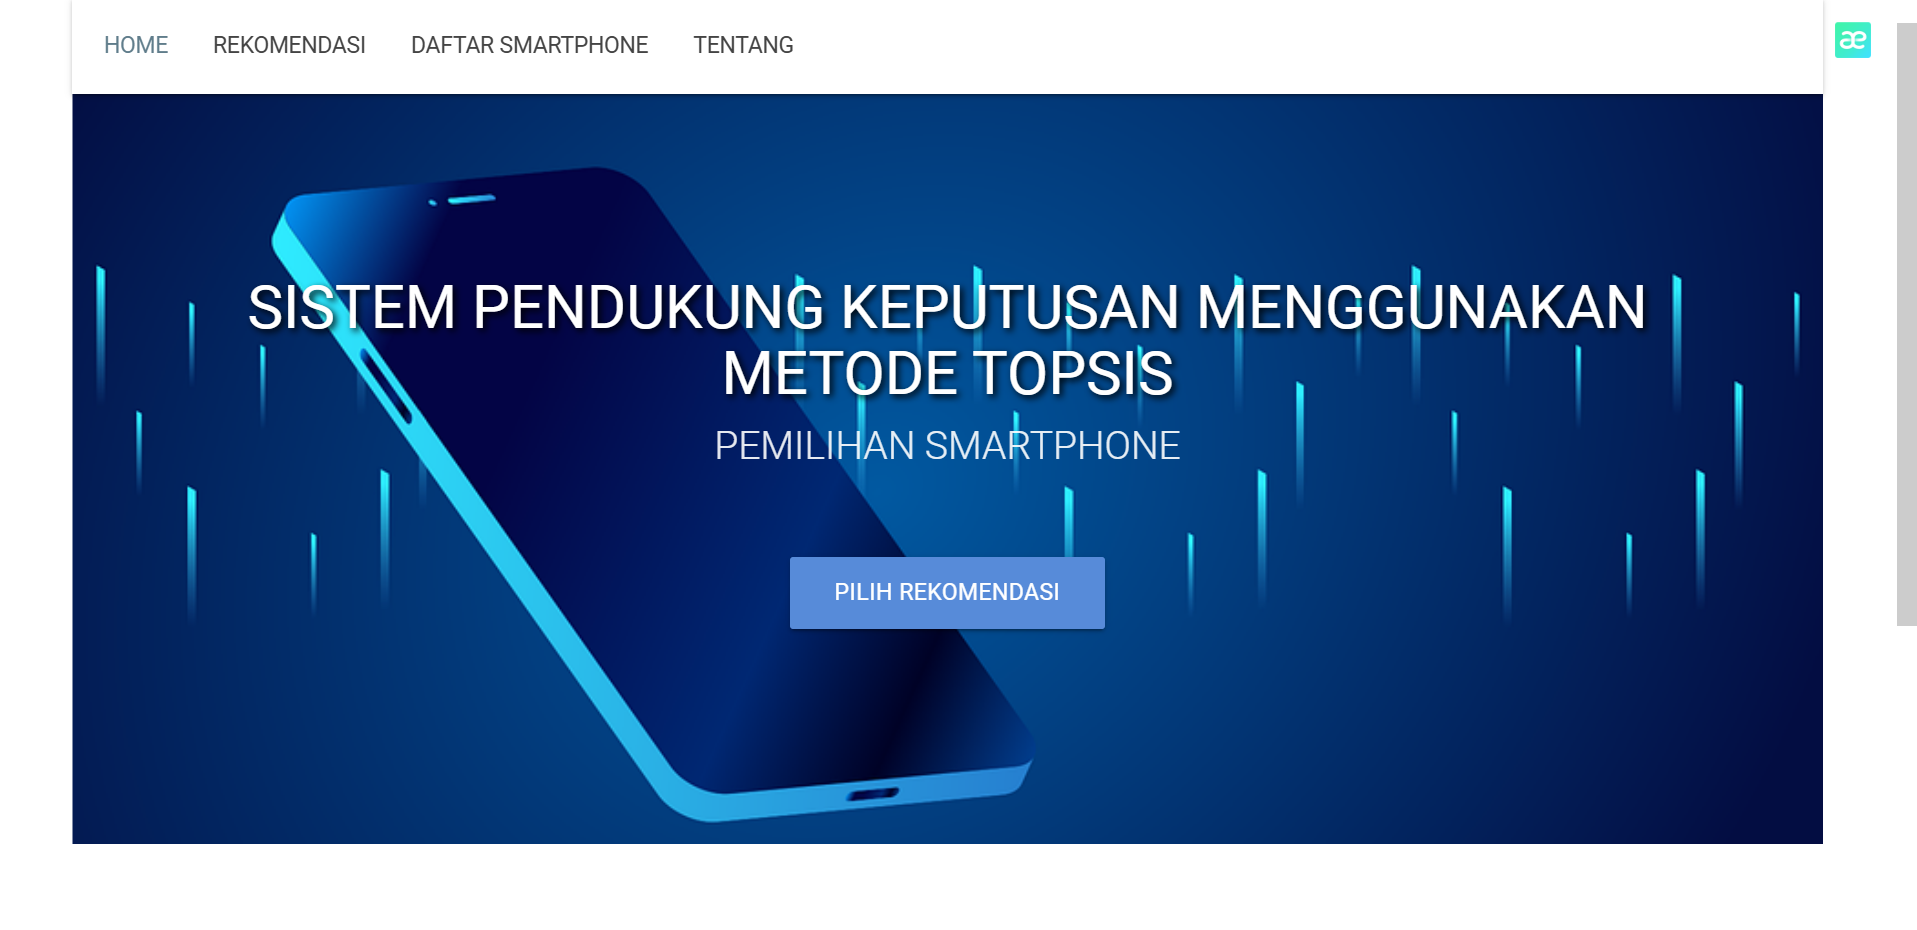 HOME REKOMENDASI DAFTAR SMARTPHONE TENTANG
æ
SISTEM PENDUKUNG KEPUTUSAN MENGGUNAKAN
METODE TOPSIS
PEMILIHAN SMARTPHONE
PILIH REKOMENDASI